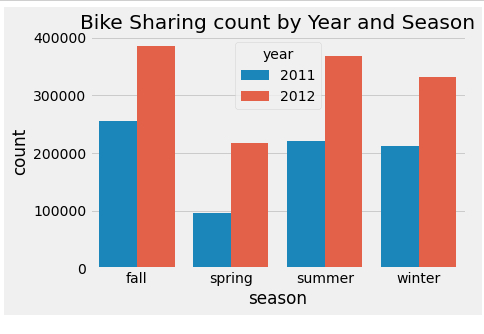 Bike Sharing count by Year and Season
400000
300000
200000
100000
0
count
year
2011
2012
fall
spring
summer
winter
season